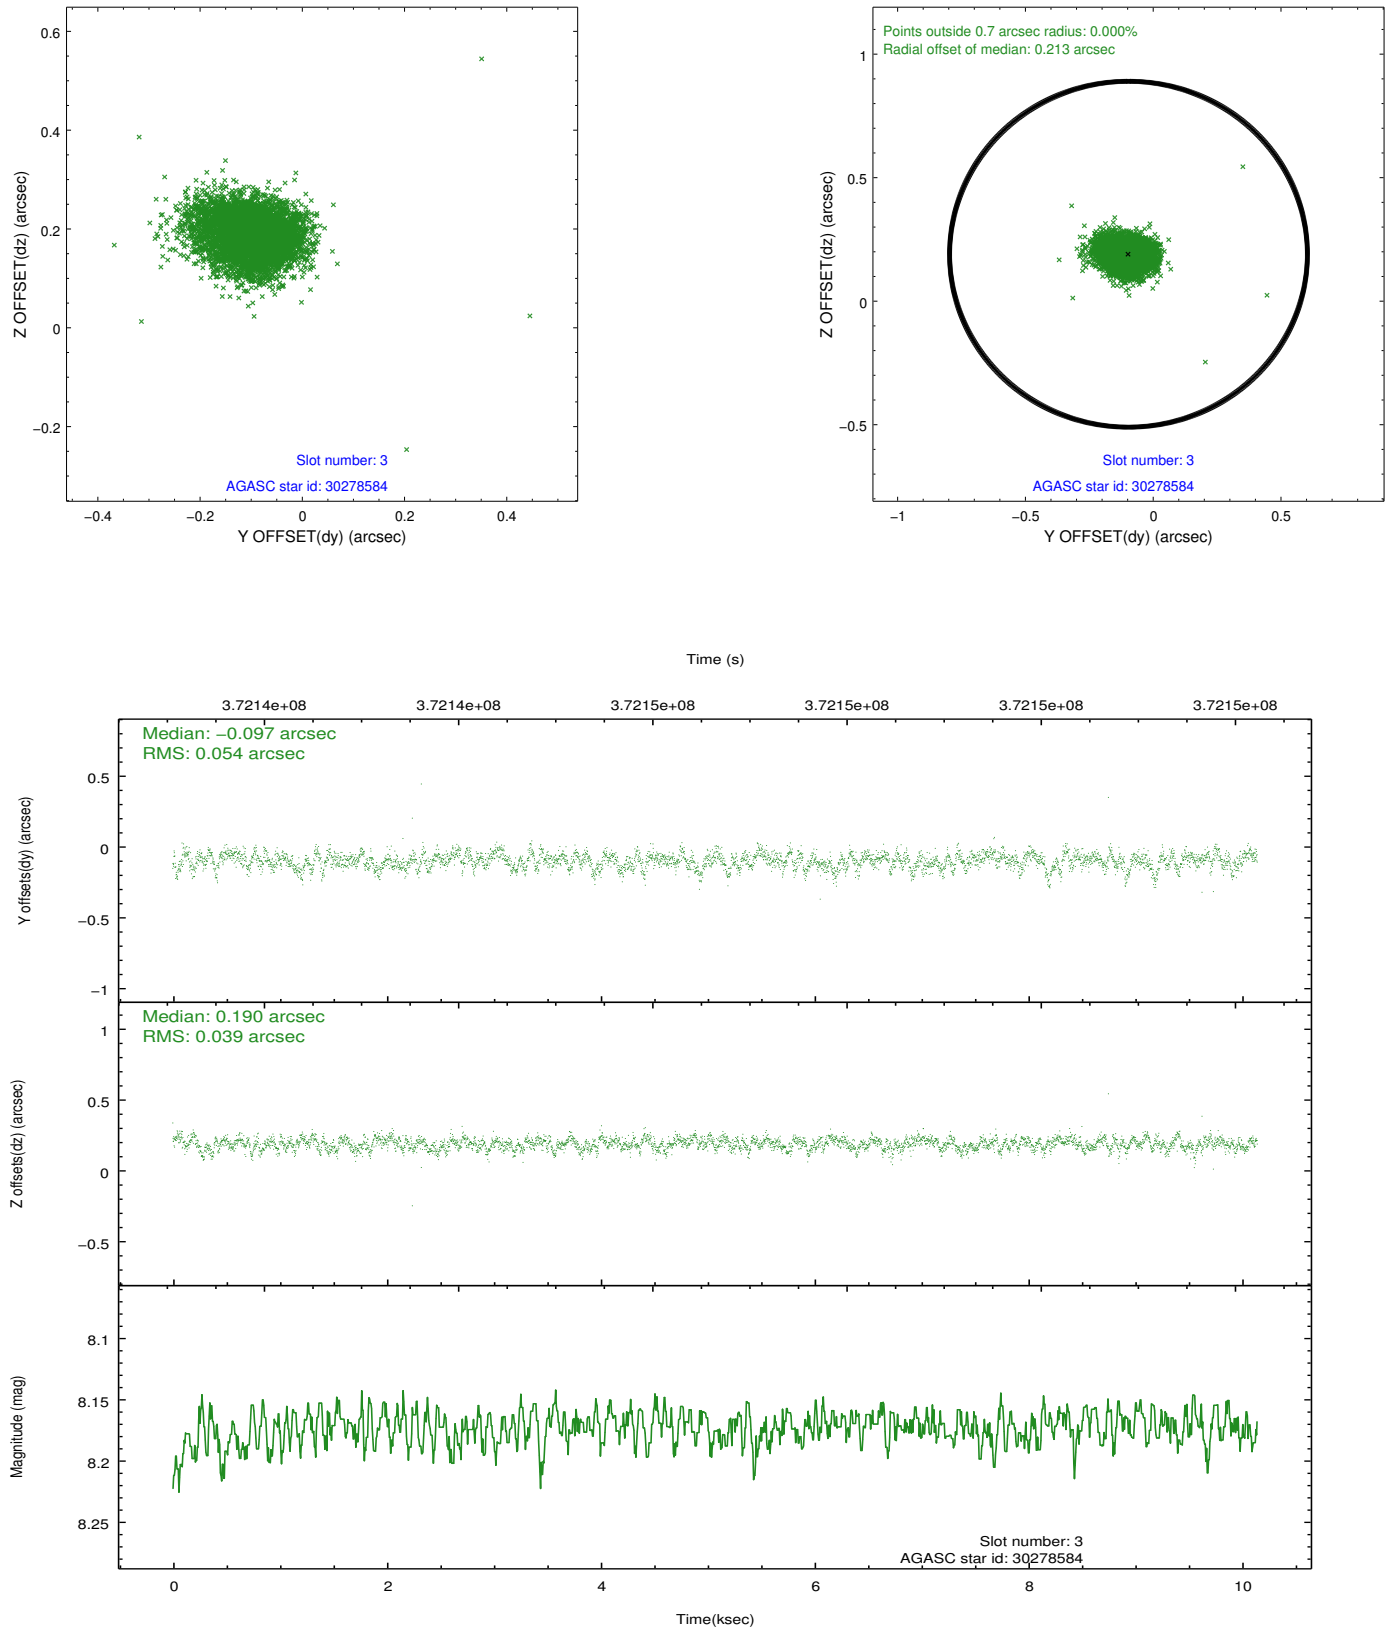 0.6
0.4
0.2
0
−0.2
Z OFFSET(dz) (arcsec)
Slot number: 3
AGASC star id: 30278584
−0.4 −0.2 0 0.2 0.4
Y OFFSET(dy) (arcsec)
Points outside 0.7 arcsec radius: 0.000%
Radial offset of median: 0.213 arcsec
1
0.5
0
−0.5
Z OFFSET(dz) (arcsec)
Slot number: 3
AGASC star id: 30278584
−1 −0.5 0 0.5
Y OFFSET(dy) (arcsec)
Time (s)
3.7214e+08 3.7214e+08 3.7215e+08 3.7215e+08 3.7215e+08 3.7215e+08
Median: −0.097 arcsec
RMS: 0.054 arcsec
0.5
0
−0.5
−1
Y offsets(dy) (arcsec)
Median: 0.190 arcsec
RMS: 0.039 arcsec
1
0.5
0
−0.5
Z offsets(dz) (arcsec)
8.1
8.15
8.2
8.25
Magnitude (mag)
Slot number: 3
AGASC star id: 30278584
0 2 4 6 8 10
Time(ksec)